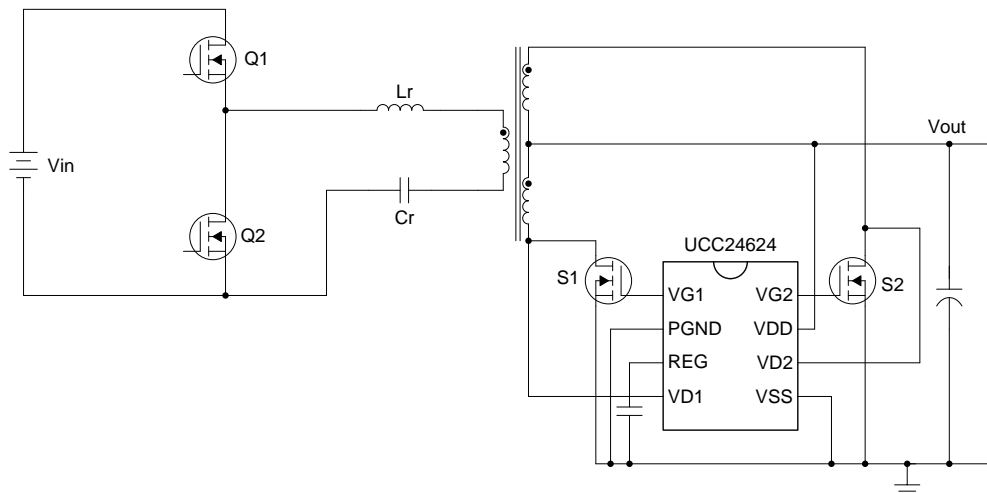 Q1
Lr
Vout
Vin
Cr
Q2
UCC24624
S1
S2
VG1
VG2
PGND
VDD
REG
VD2
VD1
VSS